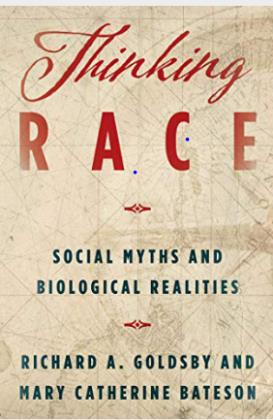 Thinking
RACE
SOCIAL MYTHS AND
BIOLOGICAL REALITIES
RICHARD A. GOLDSBY AND
MARY CATHERINE BATESON